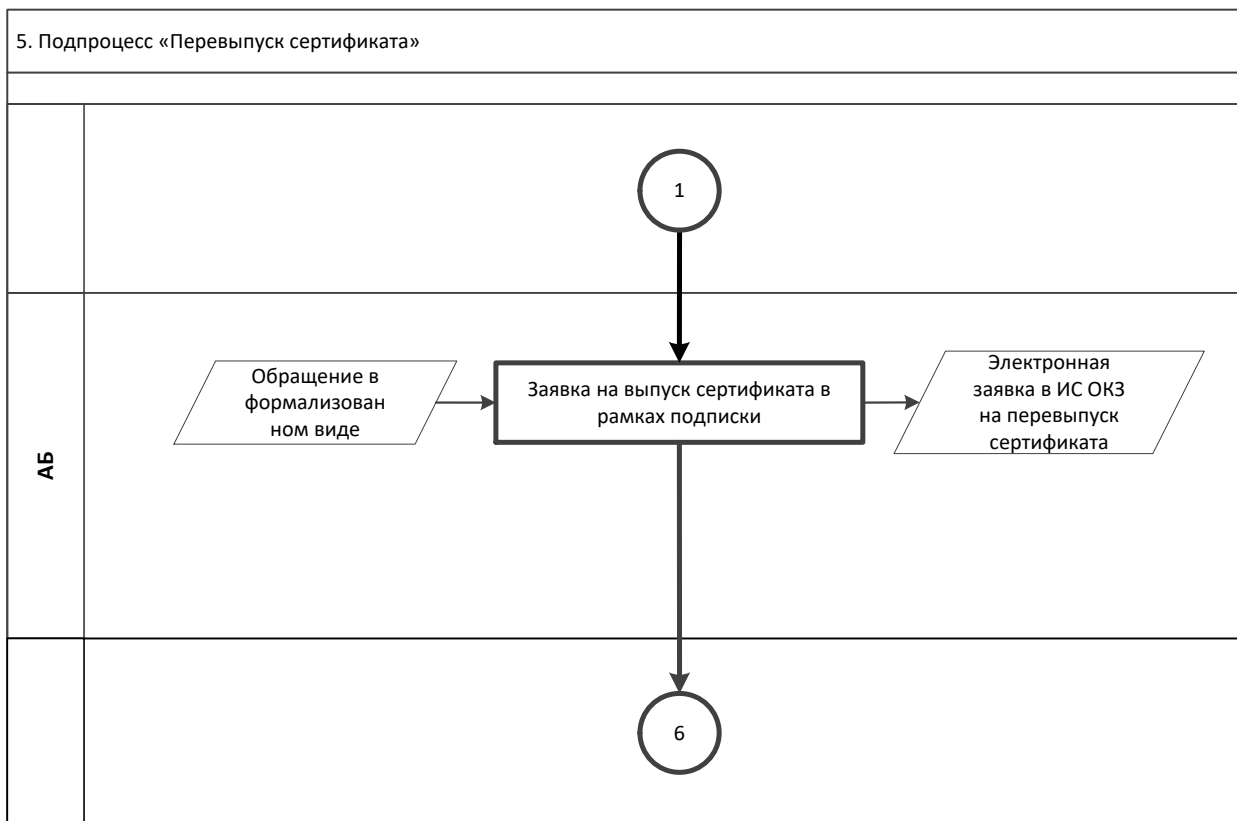 5. Подпроцесс «Перевыпуск сертификата»
1
АБ
Обращение в
формализован
ном виде
Заявка на выпуск сертификата в
рамках подписки
Электронная
заявка в ИС ОКЗ
на перевыпуск
сертификата
6